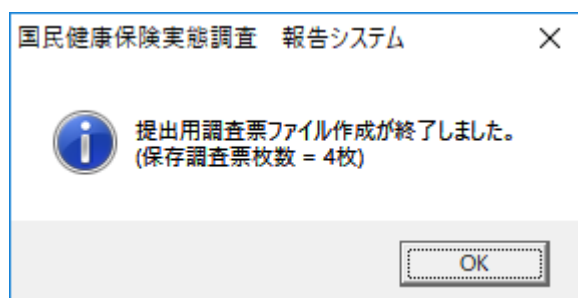 国民健康保険実態調査　報告システム
提出用調査票ファイル作成が終了しました。
(保存調査票枚数 = 4枚)
OK